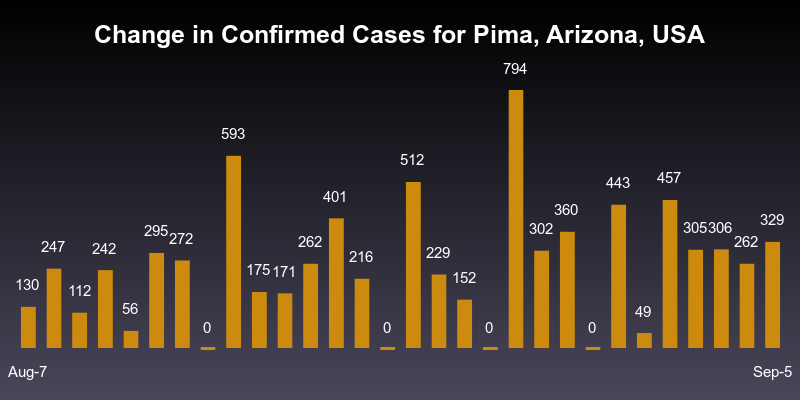 Change in Confirmed Cases for Pima, Arizona, USA
130 247 112 242 56 295 272 0 593 175 171 262 401 216 0 512 229 152 0 794 302 360 0 443 49 457 305 306 262 329
Aug-7 Sep-5